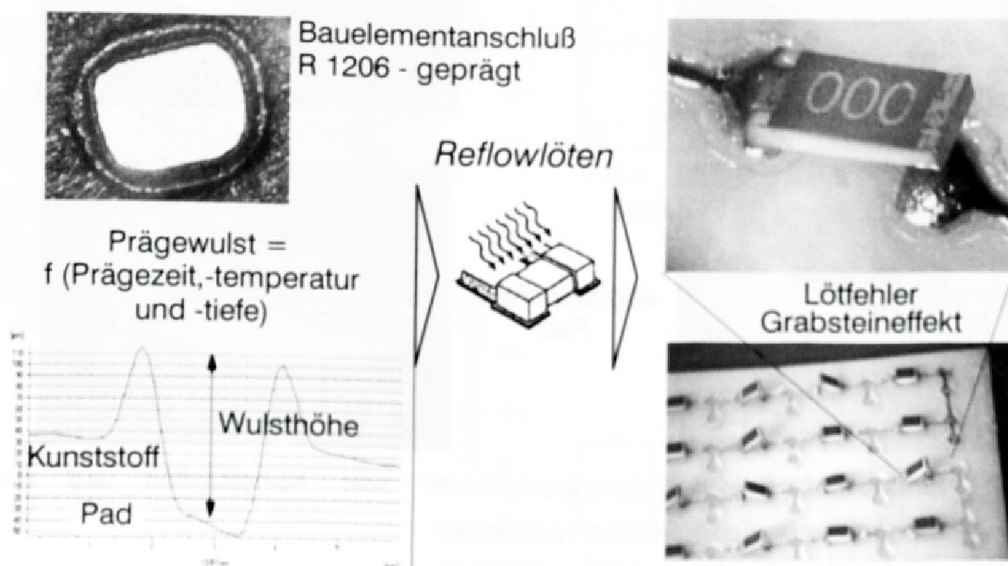 Bauelementanschluß
R 1206 - geprägt
Reflowlöten
000
Prägewulst =
f (Prägezeit,-temperatur
und -tiefe)
Lötfehler
Grabsteineffekt
Wulsthöhe
Kunststoff
Pad